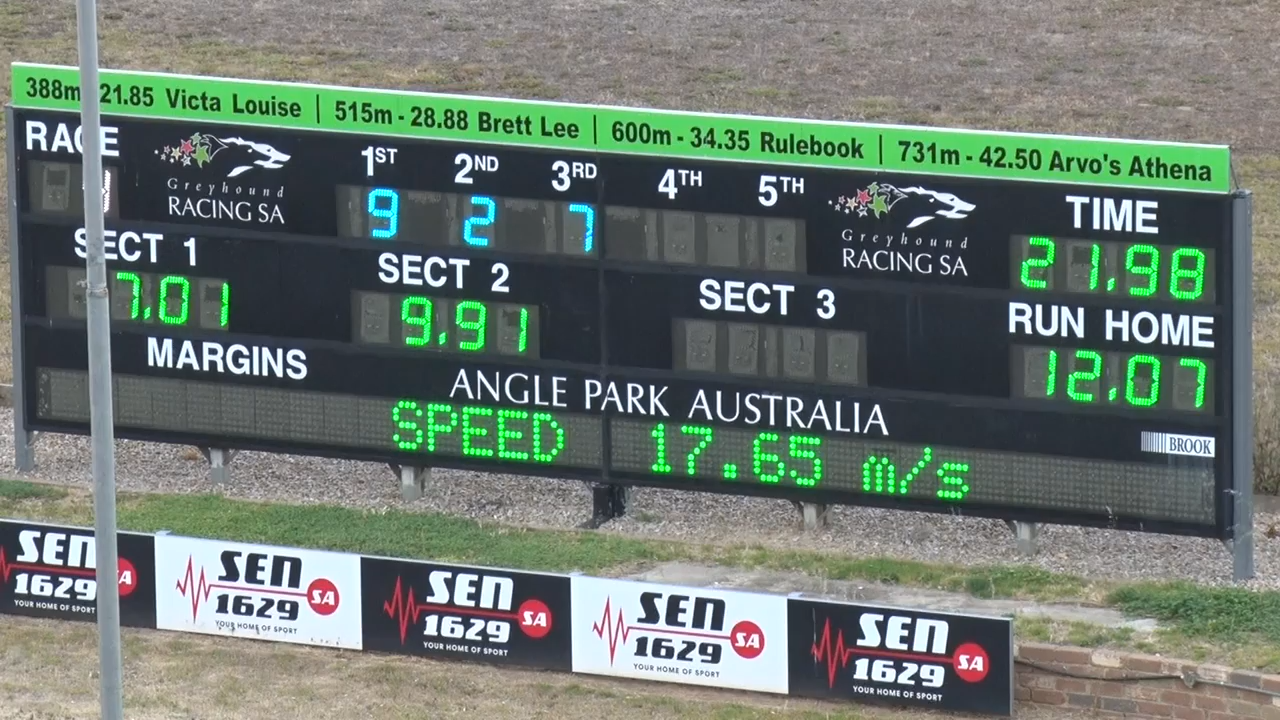 21.85 Victa Louise | 515m - 28.88 Brett Lee | 600m - 34.35 Rulebook | 731m - 42.50 Arvo's Athena
RACE
Greyhound
RACING SA
1ST 2ND 3RD 4TH 5TH
9 2 7
Greyhound
RACING SA
TIME
21.98
SECT 1
7.01
SECT 2
9.91
SECT 3
RUN HOME
12.07
MARGINS
ANGLE PARK AUSTRALIA
SPEED 17.65 m/s
BROOK
SEN
1629 SA
YOUR HOME OF SPORT
SEN
1629 SA
YOUR HOME OF SPORT
SEN
1629 SA
YOUR HOME OF SPORT
SEN
1629 SA
YOUR HOME OF SPORT
SEN
1629 SA
YOUR HOME OF SPORT